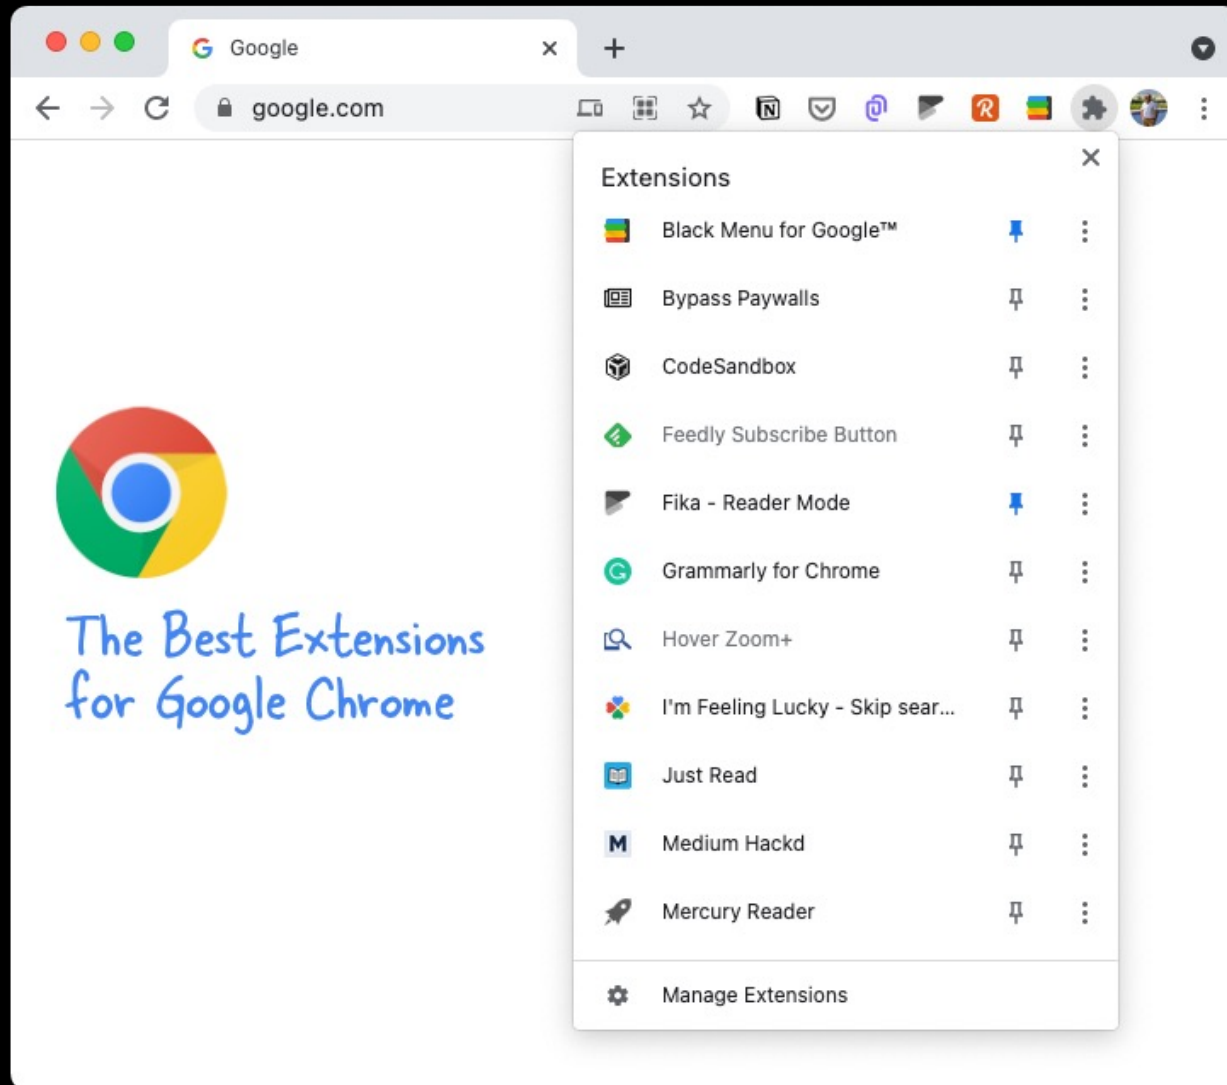 Google
google.com
Extensions
Black Menu for Google™
Bypass Paywalls
CodeSandbox
Feedly Subscribe Button
Fika - Reader Mode
Grammarly for Chrome
Hover Zoom+
I'm Feeling Lucky - Skip sear...
Just Read
M Medium Hackd
Mercury Reader
Manage Extensions
The Best Extensions
for Google Chrome